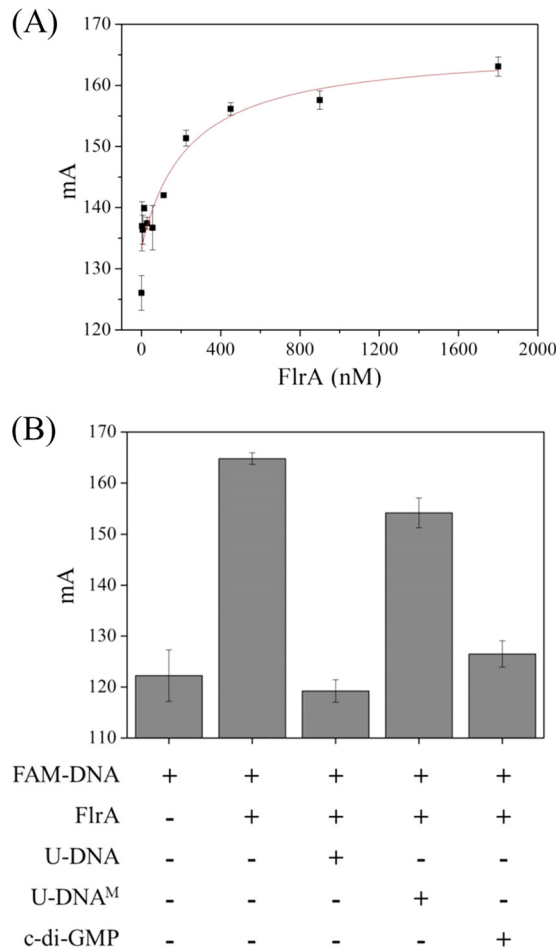 (A)
170
160
150
140
130
120
mA
0 400 800 1200 1600 2000
FlrA (nM)
(B)
170
160
150
140
130
120
110
mA
FAM-DNA + + + + +
FlrA - + + + +
U-DNA - - + - -
U-DNAᴹ - - - + -
c-di-GMP - - - - +